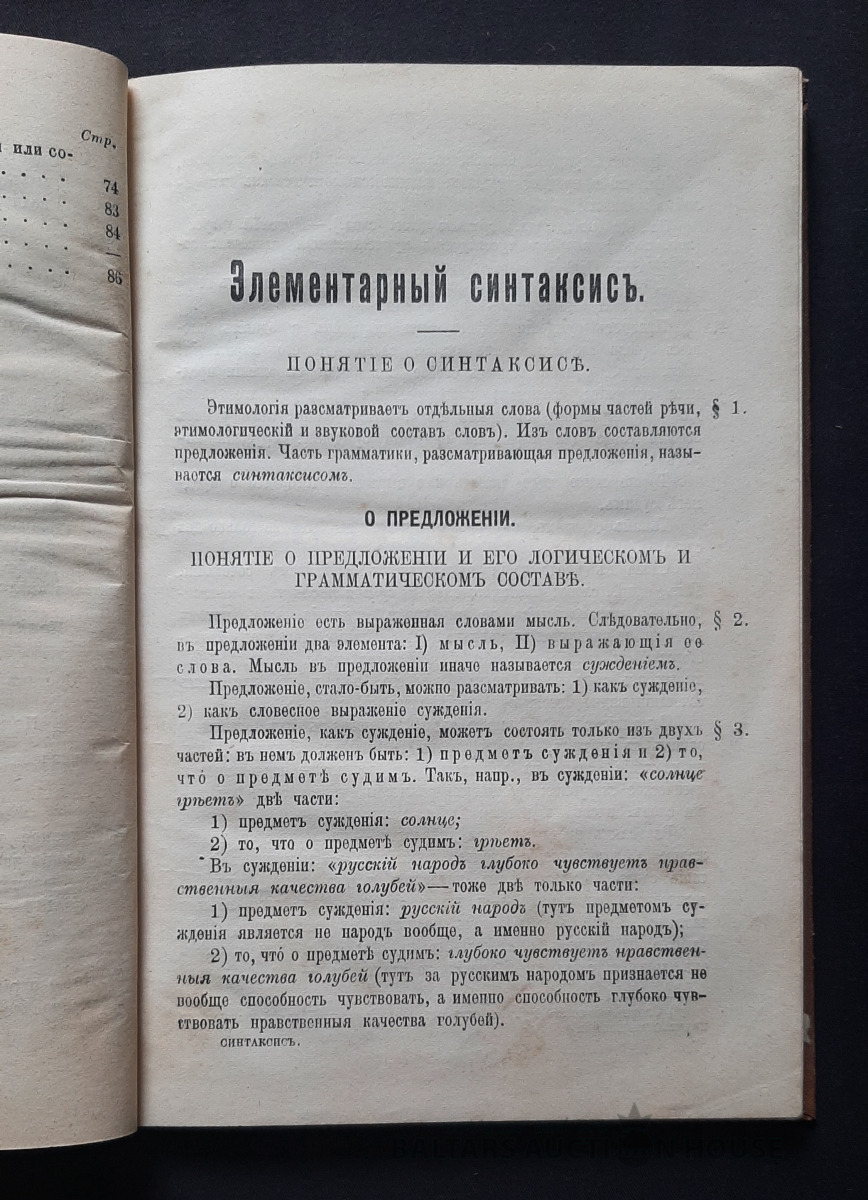 Стр.
или со-
74
83
84
—
86
Элементарный синтаксисъ.
ПОНЯТІЕ О СИНТАКСИСѢ.
Этимологія разсматриваетъ отдѣльныя слова (формы частей рѣчи, § 1.
этимологическій и звуковой составъ словъ). Изъ словъ составляются
предложенія. Часть грамматики, разсматривающая предложенія, назы-
вается синтаксисомъ.
О ПРЕДЛОЖЕНІИ.
ПОНЯТІЕ О ПРЕДЛОЖЕНІИ И ЕГО ЛОГИЧЕСКОМЪ И
ГРАММАТИЧЕСКОМЪ СОСТАВѢ.
Предложеніе есть выраженная словами мысль. Слѣдовательно, § 2.
въ предложеніи два элемента: I) мысль, II) выражающія ее
слова. Мысль въ предложеніи иначе называется сужденіемъ.
Предложеніе, стало-быть, можно разсматривать: 1) какъ сужденіе,
2) какъ словесное выраженіе сужденія.
Предложеніе, какъ сужденіе, можетъ состоять только изъ двухъ § 3.
частей: въ немъ долженъ быть: 1) предметъ сужденія и 2) то,
что́ о предметѣ судимъ. Такъ, напр., въ сужденіи: «солнце
грѣетъ» двѣ части:
1) предметъ сужденія: солнце;
2) то, что о предметѣ судимъ: грѣетъ.
Въ сужденіи: «русскій народъ глубоко чувствуетъ нрав-
ственныя качества голубей»—тоже двѣ только части:
1) предметъ сужденія: русскій народъ (тутъ предметомъ су-
жденія является не народъ вообще, а именно русскій народъ);
2) то, что́ о предметѣ судимъ: глубоко чувствуетъ нравствен-
ныя качества голубей (тутъ за русскимъ народомъ признается не
вообще способность чувствовать, а именно способность глубоко чув-
ствовать нравственныя качества голубей).
СИНТАКСИСЪ.
BALTARS AUCTION HOUSE